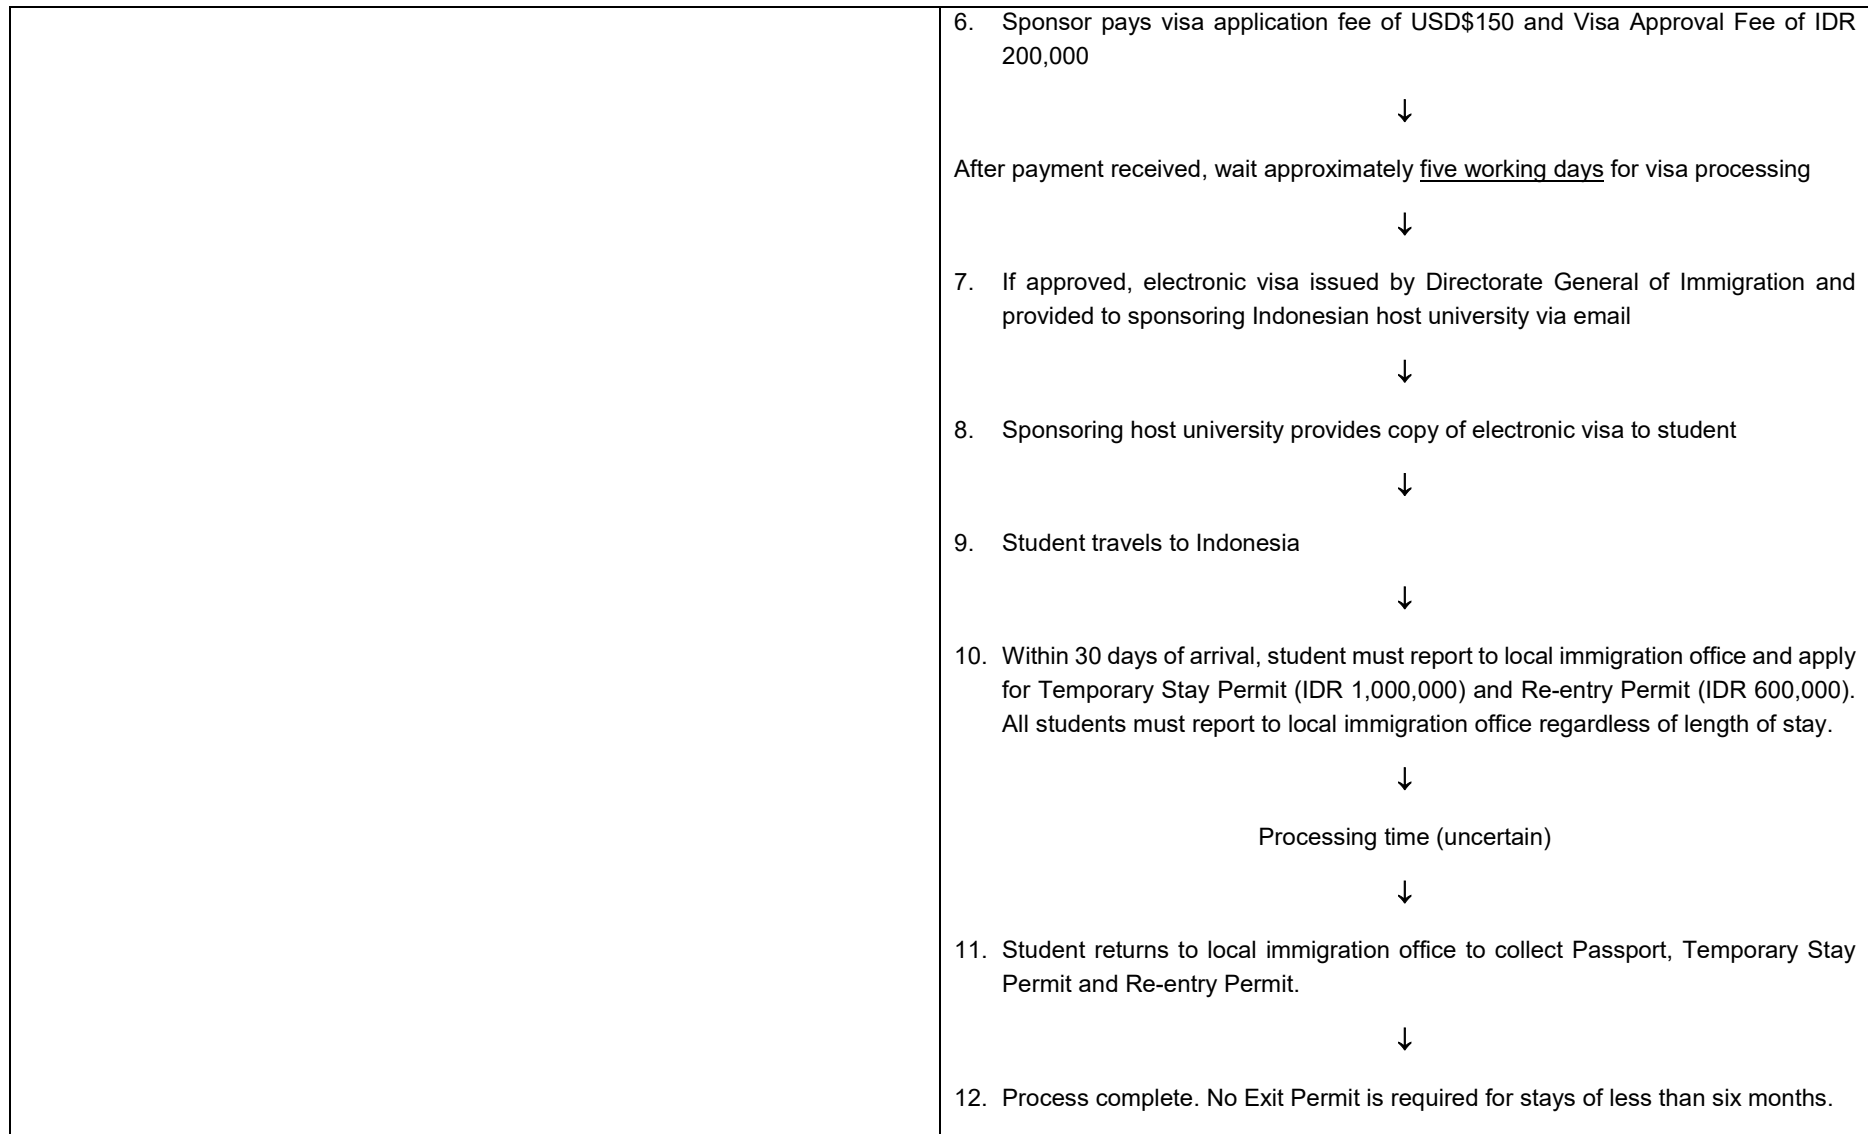 6. Sponsor pays visa application fee of USD$150 and Visa Approval Fee of IDR
200,000
↓
After payment received, wait approximately five working days for visa processing
↓
7. If approved, electronic visa issued by Directorate General of Immigration and
provided to sponsoring Indonesian host university via email
↓
8. Sponsoring host university provides copy of electronic visa to student
↓
9. Student travels to Indonesia
↓
10. Within 30 days of arrival, student must report to local immigration office and apply
for Temporary Stay Permit (IDR 1,000,000) and Re-entry Permit (IDR 600,000).
All students must report to local immigration office regardless of length of stay.
↓
Processing time (uncertain)
↓
11. Student returns to local immigration office to collect Passport, Temporary Stay
Permit and Re-entry Permit.
↓
12. Process complete. No Exit Permit is required for stays of less than six months.